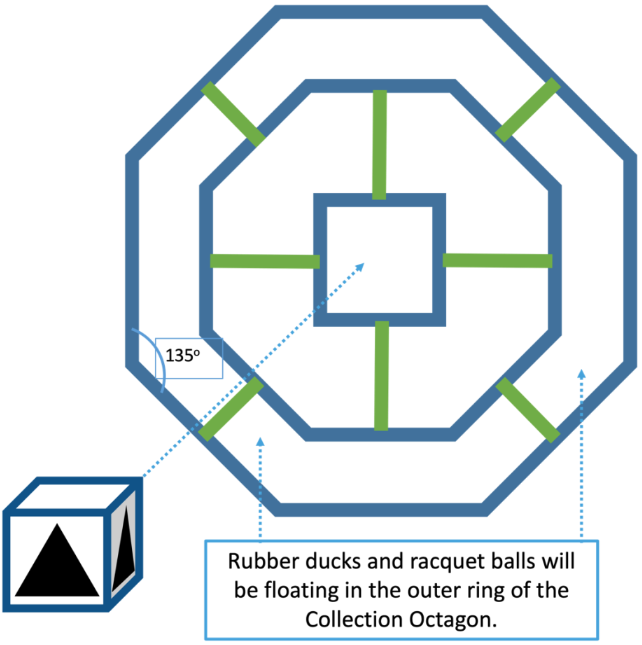 135º
Rubber ducks and racquet balls will
be floating in the outer ring of the
Collection Octagon.